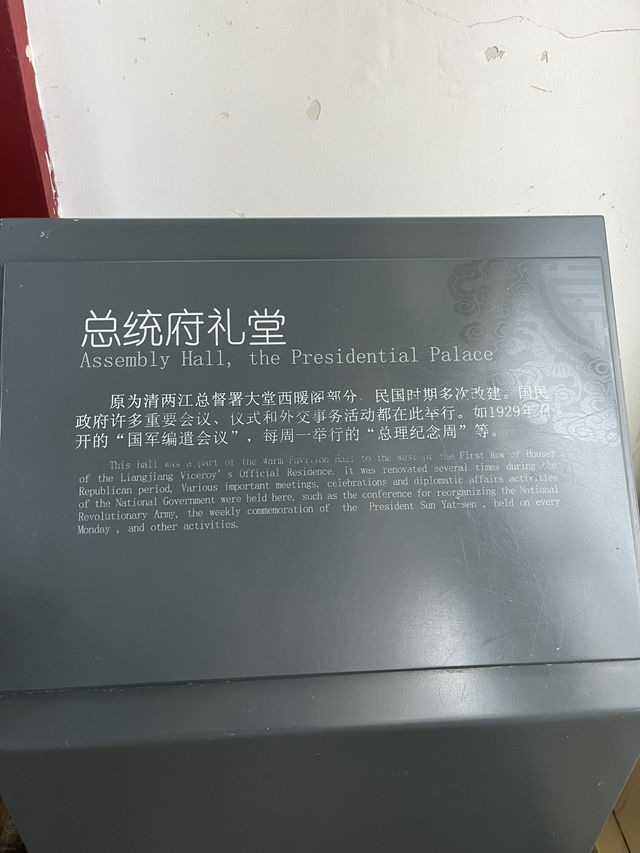 总统府礼堂
Assembly Hall, the Presidential Palace
原为清两江总督署大堂西暖阁部分。民国时期多次改建。国民
政府许多重要会议、仪式和外交事务活动都在此举行。如1929年召
开的“国军编遣会议”，每周一举行的“总理纪念周”等。
This hall was a part of the Warm Pavilion Hall to the west of the First Row of Houses
of the Liangjiang Viceroy's Official Residence. It was renovated several times during the
Republican period, Various important meetings, celebrations and diplomatic affairs activities
of the National Government were held here, such as the conference for reorganizing the National
Revolutionary Army, the weekly commemoration of the President Sun Yat-sen , held on every
Monday , and other activities.